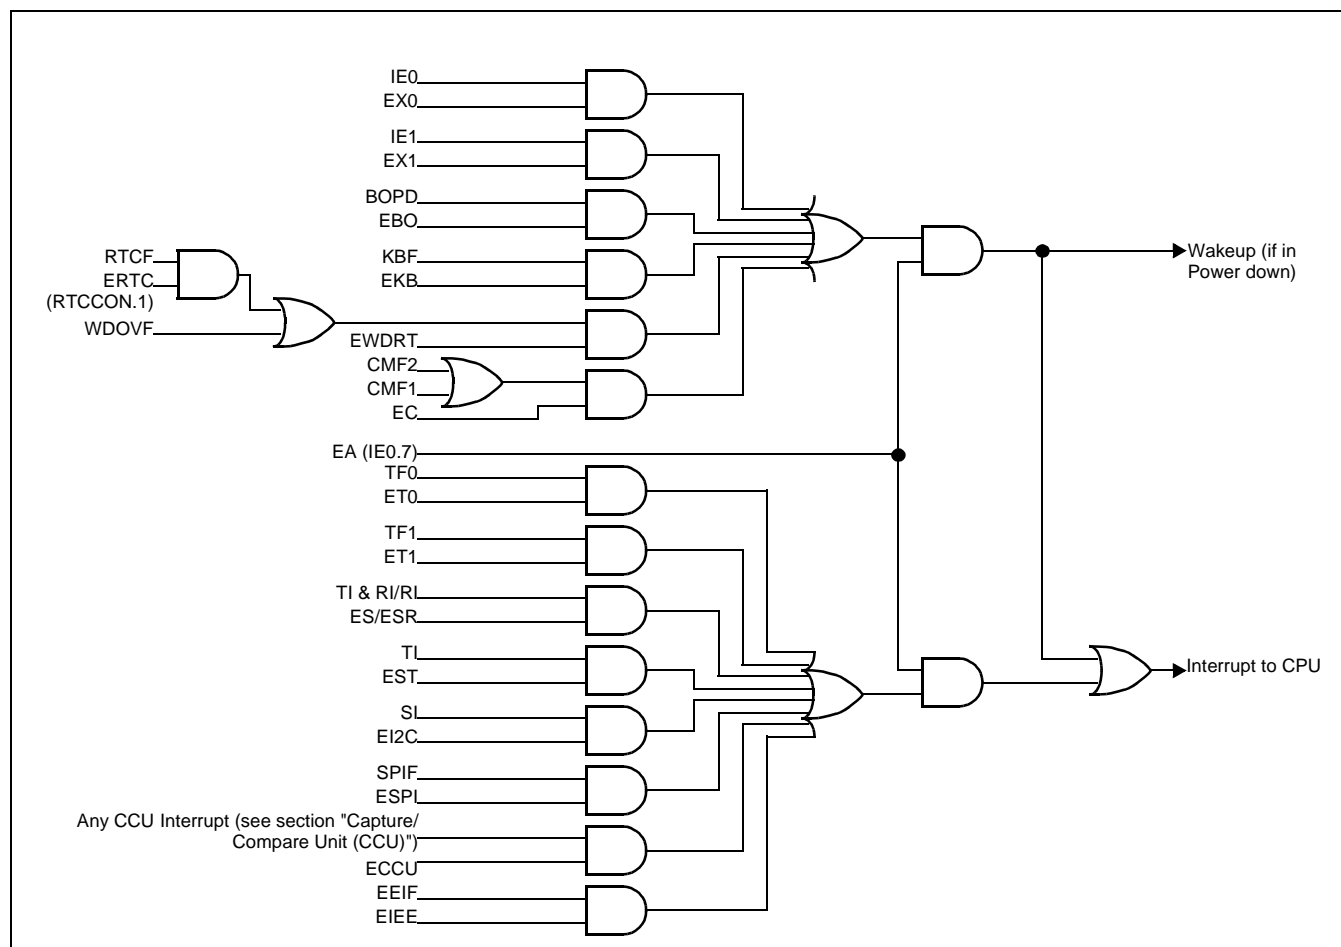 IE0
EX0
IE1
EX1
BOPD
EBO
KBF
EKB
RTCF
ERTC
(RTCCON.1)
WDOVF
EWDRT
CMF2
CMF1
EC
EA (IE0.7)
TF0
ET0
TF1
ET1
TI & RI/RI
ES/ESR
TI
EST
SI
EI2C
SPIF
ESPI
Any CCU Interrupt (see section "Capture/
Compare Unit (CCU)")
ECCU
EEIF
EIEE
Wakeup (if in
Power down)
Interrupt to CPU